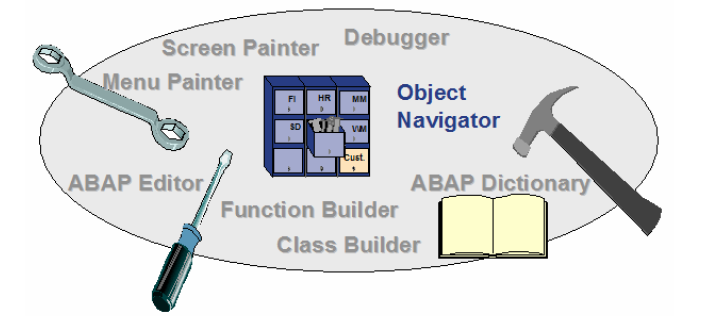 Screen Painter
Debugger
Menu Painter
FI
HR
MM
Object
Navigator
SD
WM
Cust.
ABAP Editor
ABAP Dictionary
Function Builder
Class Builder